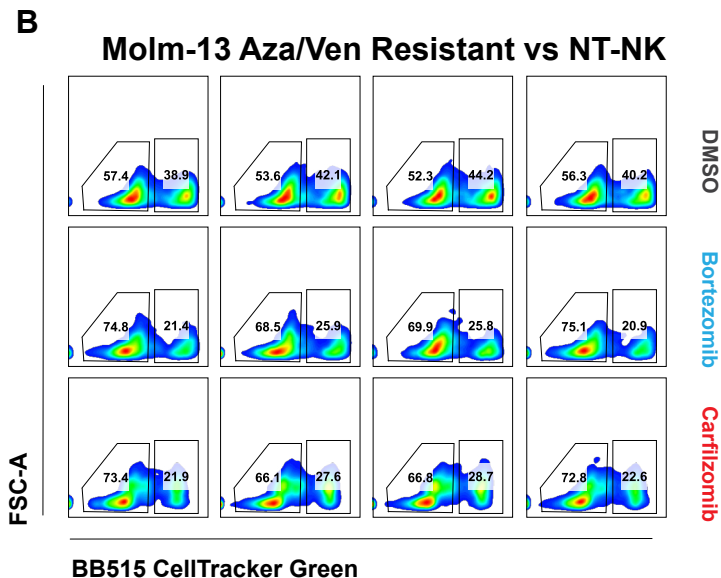 B
Molm-13 Aza/Ven Resistant vs NT-NK
57.4 38.9 53.6 42.1 52.3 44.2 56.3 40.2
DMSO
74.8 21.4 68.5 25.9 69.9 25.8 75.1 20.9
Bortezomib
73.4 21.9 66.1 27.6 66.8 28.7 72.8 22.6
Carfilzomib
FSC-A
BB515 CellTracker Green